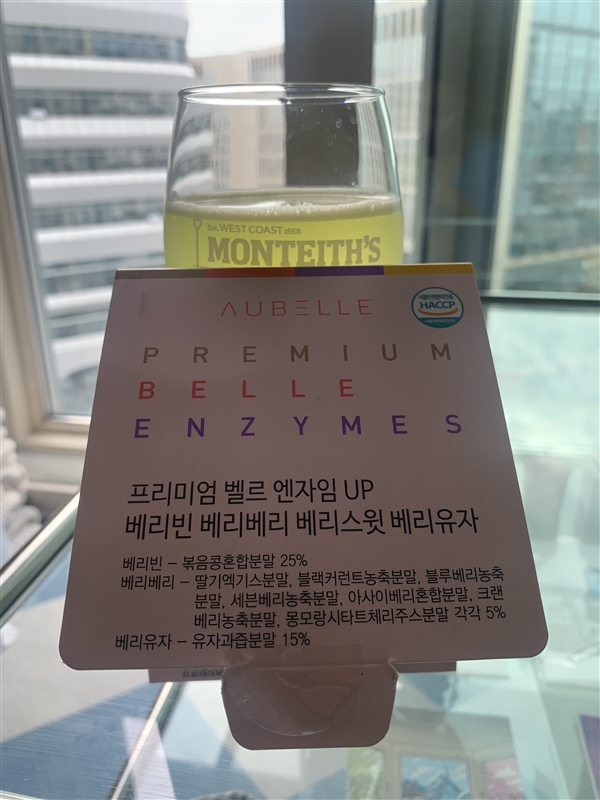 Est. WEST COAST 1868
MONTEITH'S
AUBELLE
HACCP
PREMIUM
BELLE
ENZYMES
프리미엄 벨르 엔자임 UP
베리빈 베리베리 베리스윗 베리유자
베리빈 – 볶음콩혼합분말 25%
베리베리 – 딸기엑기스분말, 블랙커런트농축분말, 블루베리농축
분말, 세븐베리농축분말, 아사이베리혼합분말, 크랜
베리농축분말, 몽모랑시타트체리주스분말 각각 5%
베리유자 – 유자과즙분말 15%